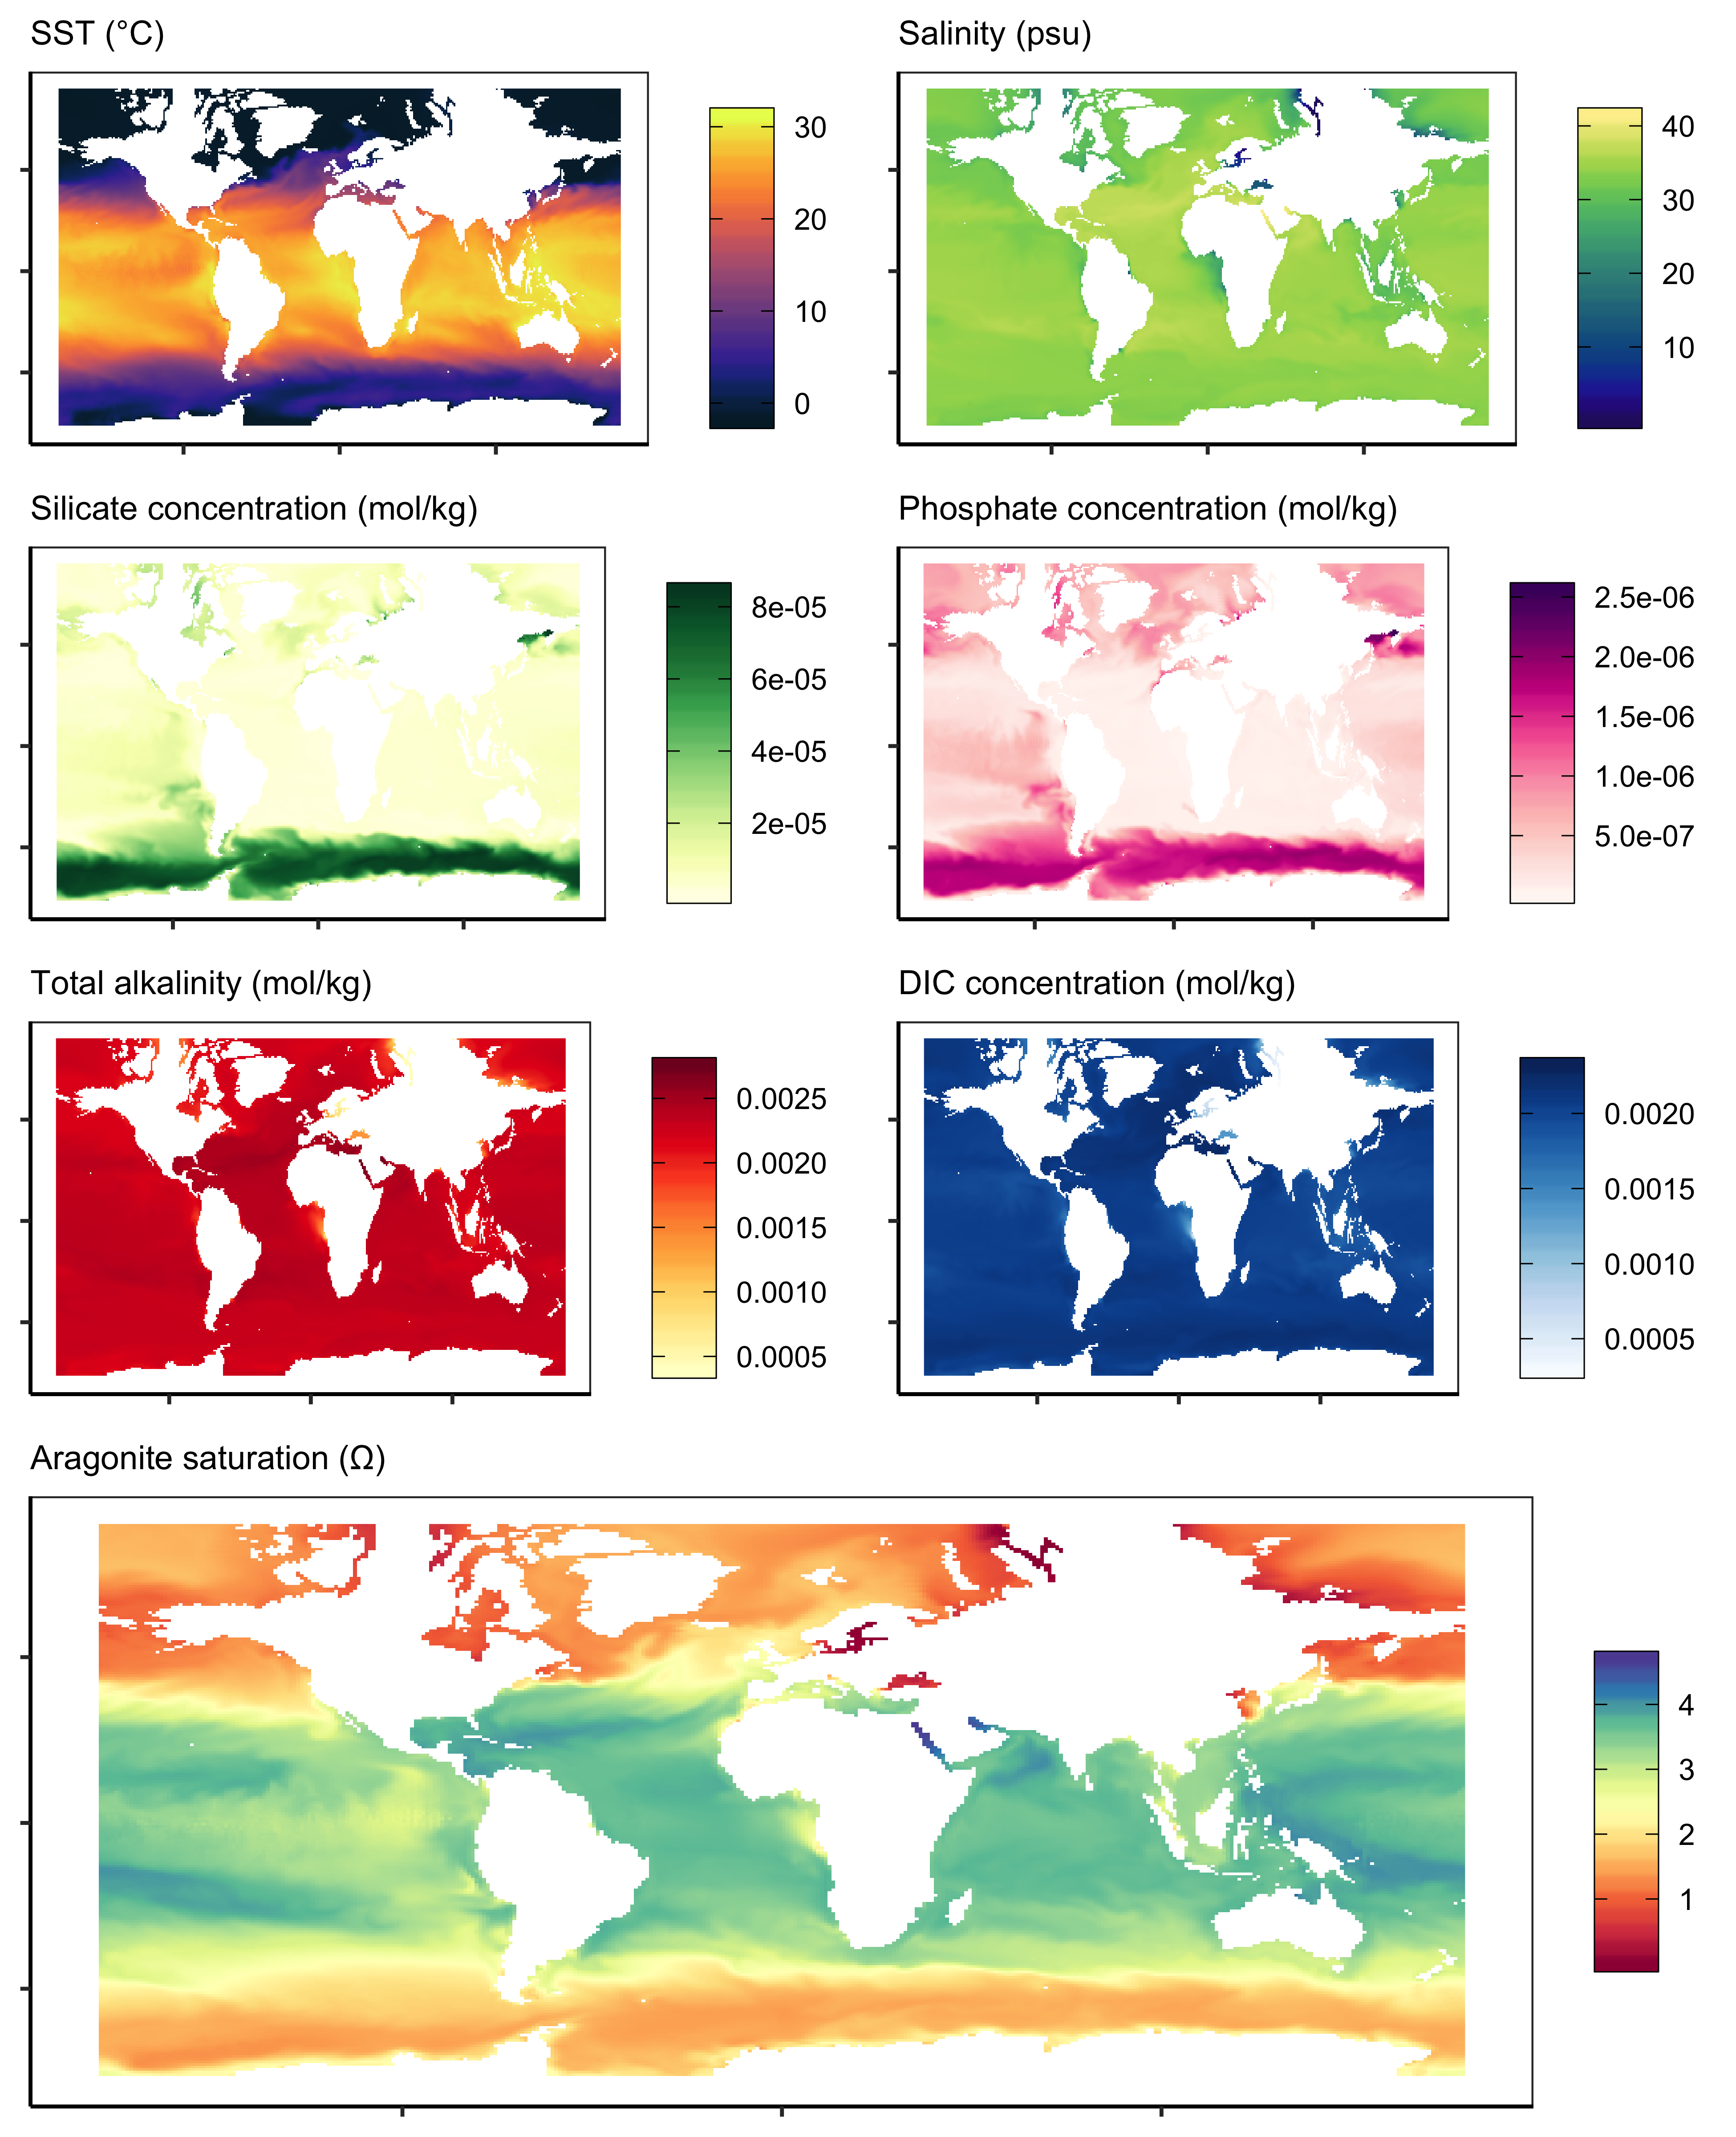 SST (°C)
30
20
10
0
Salinity (psu)
40
30
20
10
Silicate concentration (mol/kg)
8e-05
6e-05
4e-05
2e-05
Phosphate concentration (mol/kg)
2.5e-06
2.0e-06
1.5e-06
1.0e-06
5.0e-07
Total alkalinity (mol/kg)
0.0025
0.0020
0.0015
0.0010
0.0005
DIC concentration (mol/kg)
0.0020
0.0015
0.0010
0.0005
Aragonite saturation (Ω)
4
3
2
1